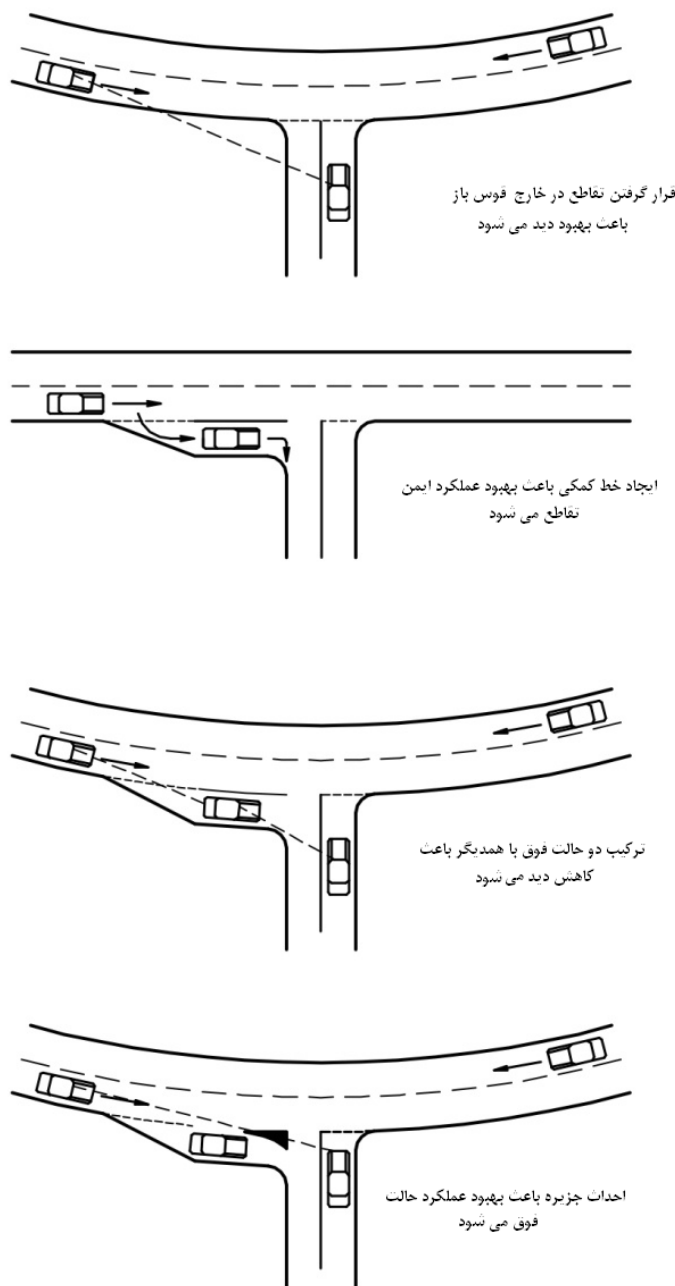 قرار گرفتن تقاطع در خارج قوس باز
باعث بهبود دید می شود
ایجاد خط کمکی باعث بهبود عملکرد ایمن
تقاطع می شود
ترکیب دو حالت فوق با همدیگر باعث
کاهش دید می شود
احداث جزیره باعث بهبود عملکرد حالت
فوق می شود